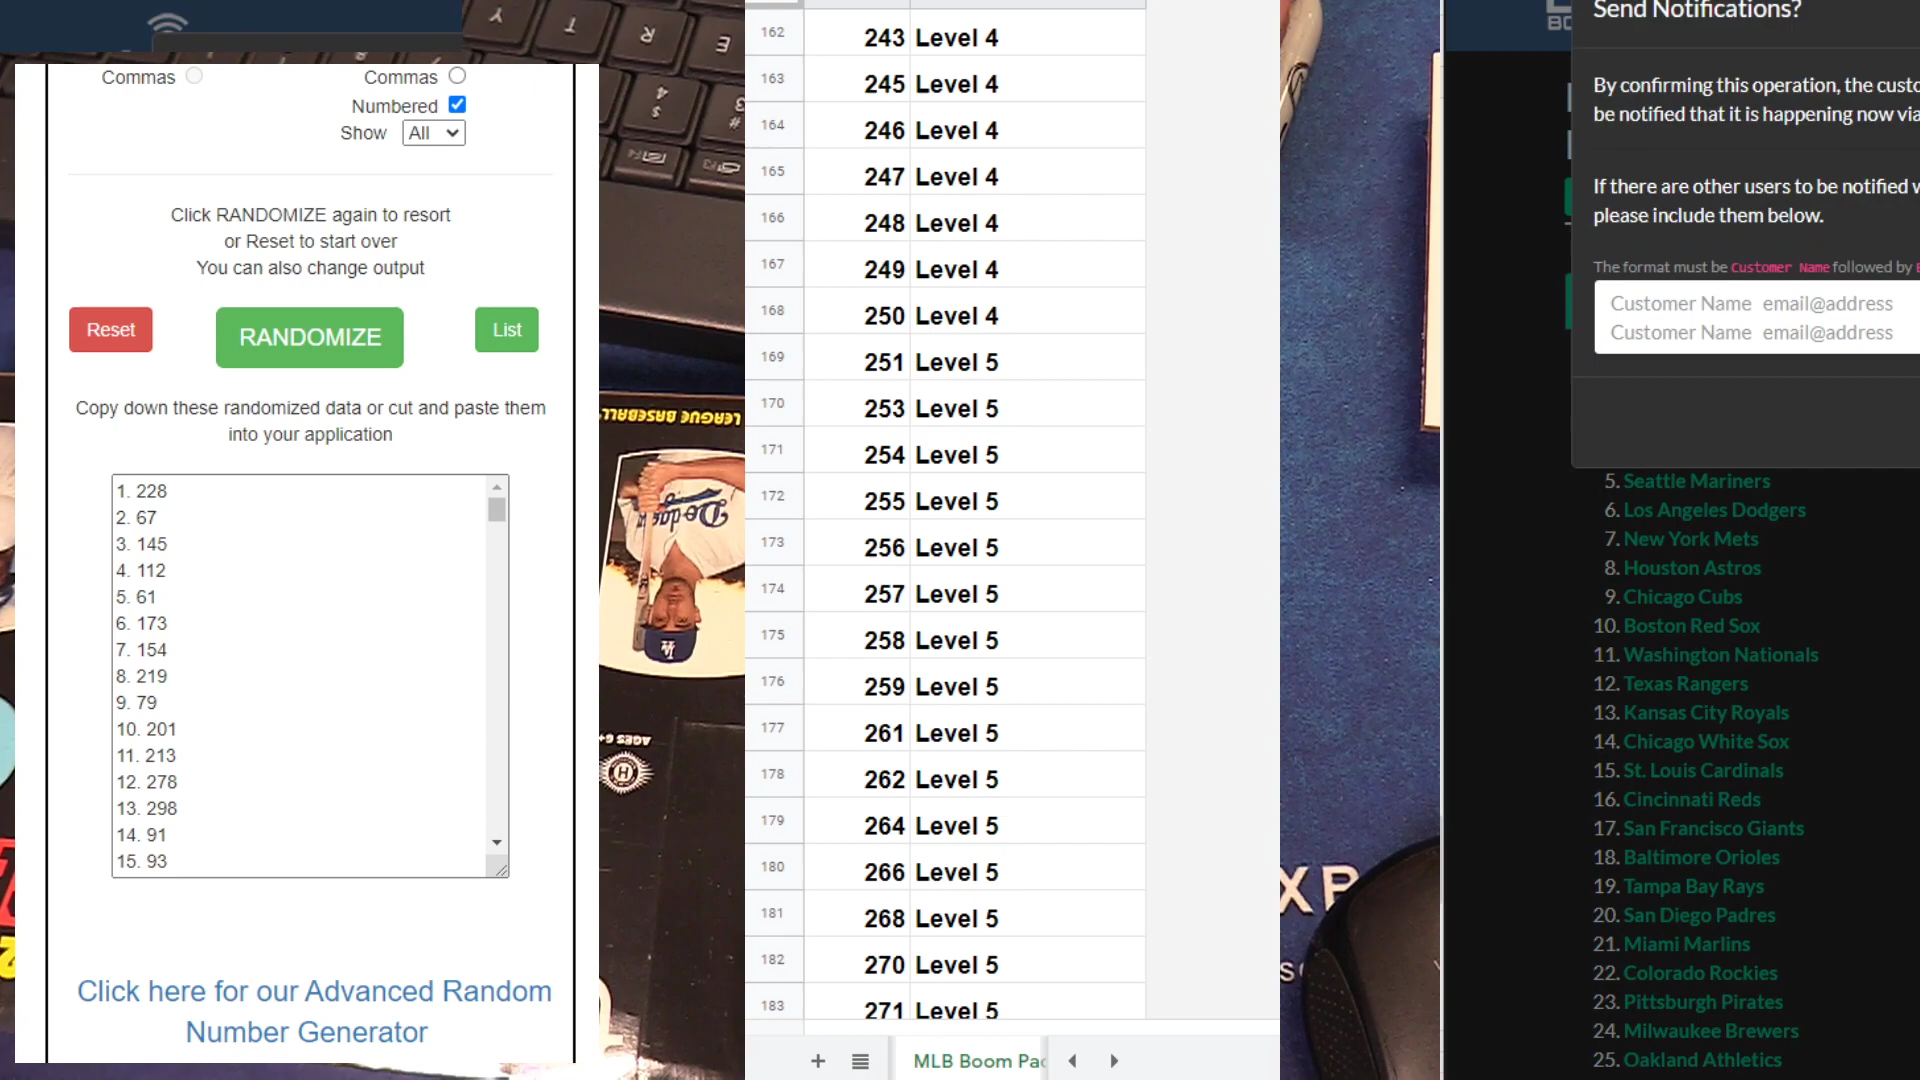 Commas
Commas
Numbered
Show All
Click RANDOMIZE again to resort
or Reset to start over
You can also change output
Reset
RANDOMIZE
List
Copy down these randomized data or cut and paste them
into your application
1. 228
2. 67
3. 145
4. 112
5. 61
6. 173
7. 154
8. 219
9. 79
10. 201
11. 213
12. 278
13. 298
14. 91
15. 93
Click here for our Advanced Random
Number Generator
LEAGUE BASEBALL
Dodge
AGES 6+
162 243 Level 4
163 245 Level 4
164 246 Level 4
165 247 Level 4
166 248 Level 4
167 249 Level 4
168 250 Level 4
169 251 Level 5
170 253 Level 5
171 254 Level 5
172 255 Level 5
173 256 Level 5
174 257 Level 5
175 258 Level 5
176 259 Level 5
177 261 Level 5
178 262 Level 5
179 264 Level 5
180 266 Level 5
181 268 Level 5
182 270 Level 5
183 271 Level 5
MLB Boom Pac
XP
BO
Send Notifications?
By confirming this operation, the custo
be notified that it is happening now via
If there are other users to be notified w
please include them below.
The format must be Customer Name followed by E
Customer Name email@address
Customer Name email@address
5. Seattle Mariners
6. Los Angeles Dodgers
7. New York Mets
8. Houston Astros
9. Chicago Cubs
10. Boston Red Sox
11. Washington Nationals
12. Texas Rangers
13. Kansas City Royals
14. Chicago White Sox
15. St. Louis Cardinals
16. Cincinnati Reds
17. San Francisco Giants
18. Baltimore Orioles
19. Tampa Bay Rays
20. San Diego Padres
21. Miami Marlins
22. Colorado Rockies
23. Pittsburgh Pirates
24. Milwaukee Brewers
25. Oakland Athletics